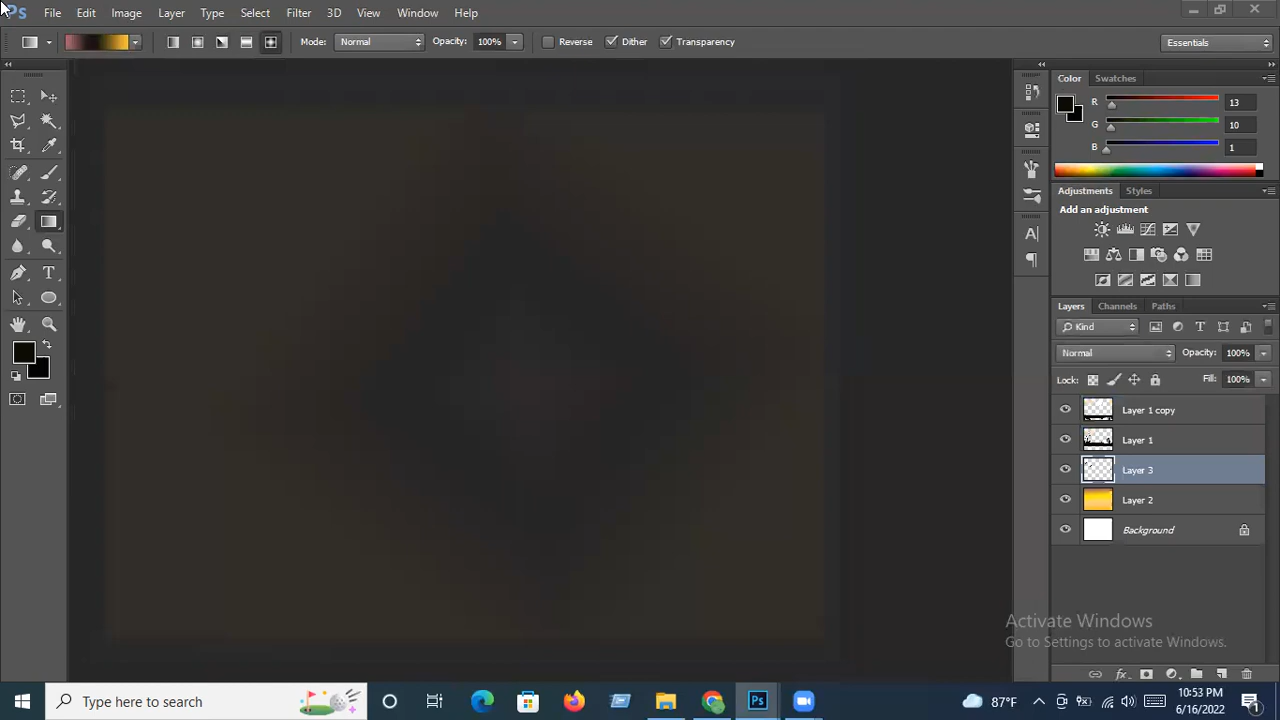 Ps File Edit Image Layer Type Select Filter 3D View Window Help
Mode: Normal Opacity: 100% Reverse Dither Transparency Essentials
Color Swatches
R 13
G 10
B 1
Adjustments Styles
Add an adjustment
Layers Channels Paths
Kind
Normal Opacity: 100%
Lock: Fill: 100%
Layer 1 copy
Layer 1
Layer 3
Layer 2
Background
Activate Windows
Go to Settings to activate Windows.
Type here to search
Ps
87°F
10:53 PM
6/16/2022
1